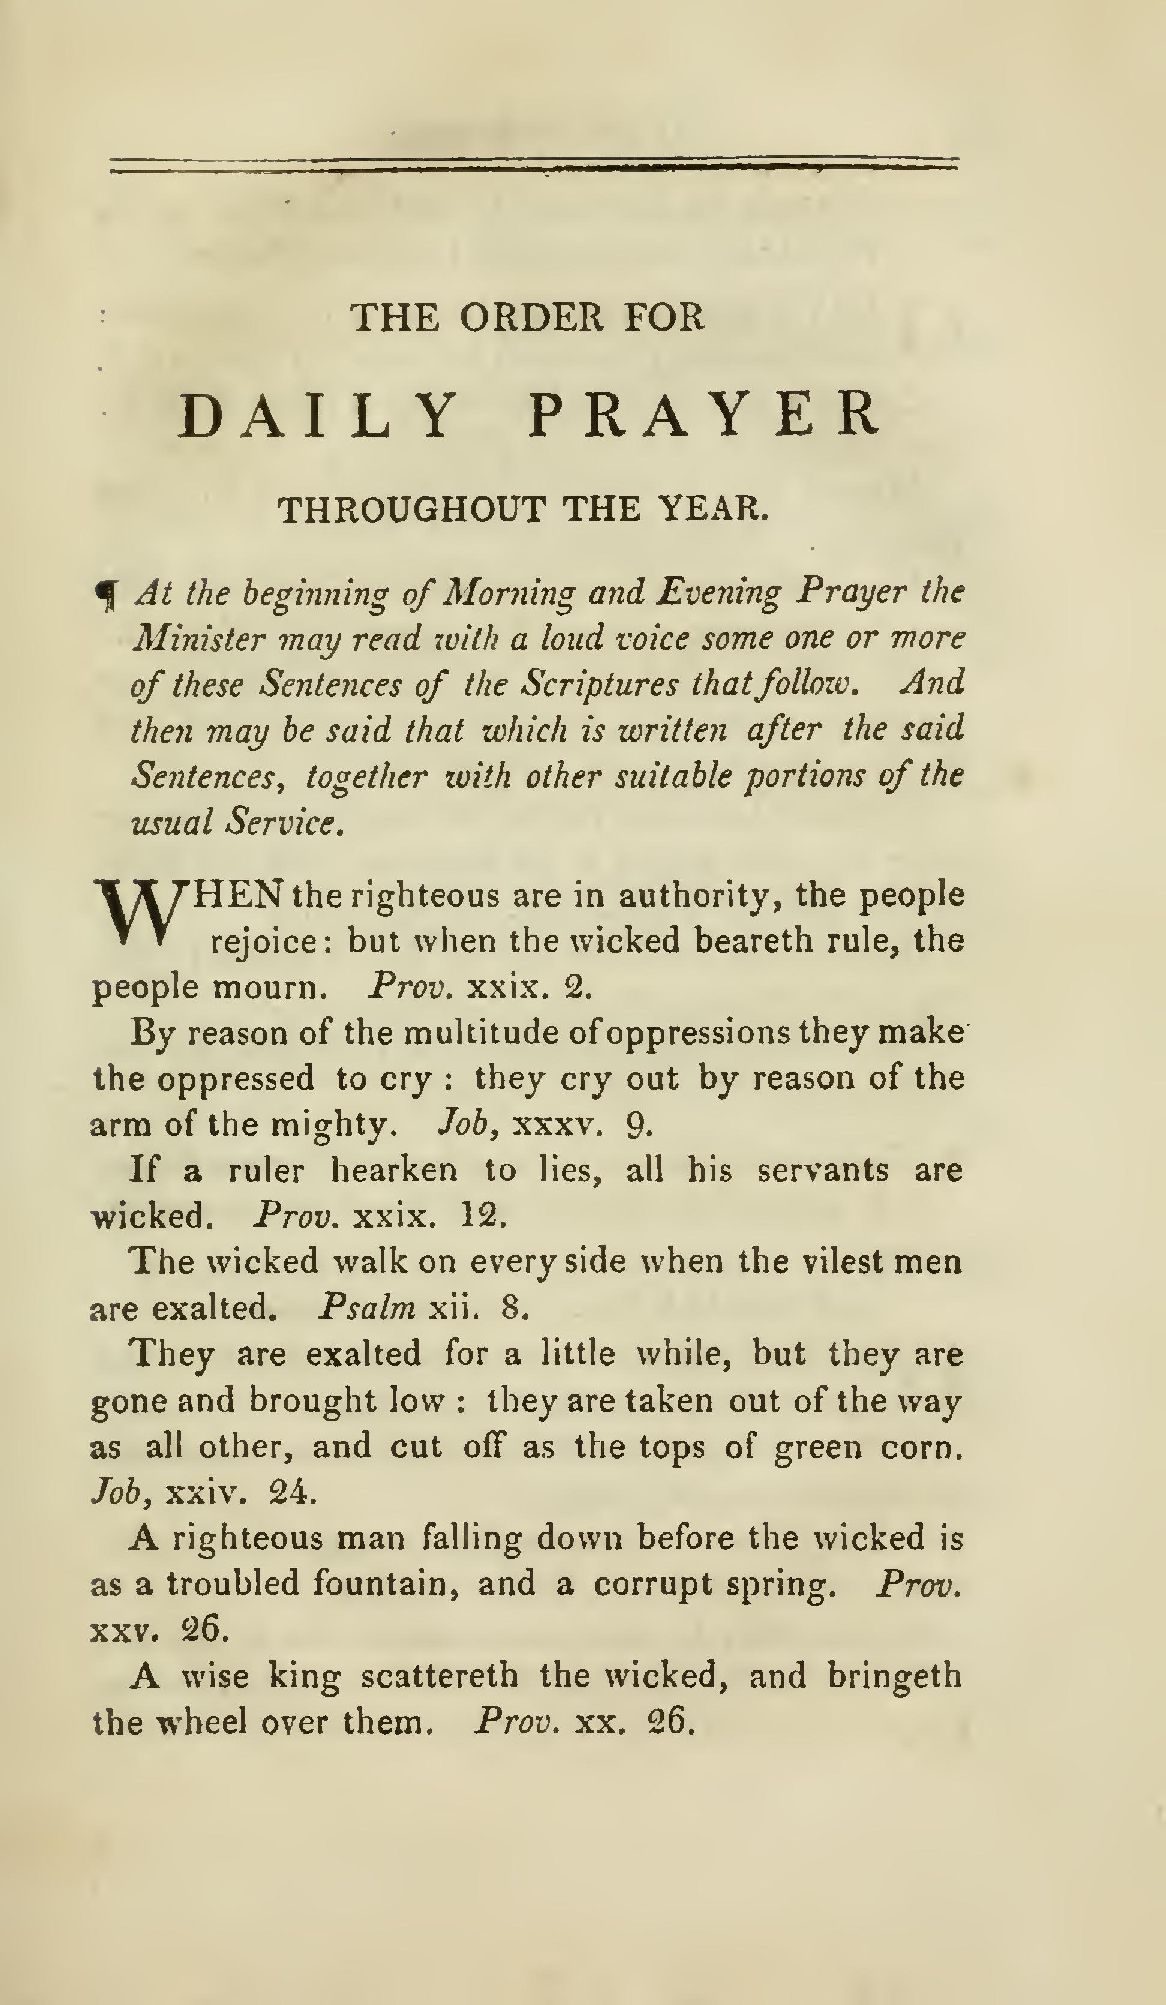 THE ORDER FOR
DAILY PRAYER
THROUGHOUT THE YEAR.
¶ At the beginning of Morning and Evening Prayer the
Minister may read with a loud voice some one or more
of these Sentences of the Scriptures that follow. And
then may be said that which is written after the said
Sentences, together with other suitable portions of the
usual Service.
WHEN the righteous are in authority, the people
rejoice: but when the wicked beareth rule, the
people mourn. Prov. xxix. 2.
By reason of the multitude of oppressions they make
the oppressed to cry : they cry out by reason of the
arm of the mighty. Job, xxxv. 9.
If a ruler hearken to lies, all his servants are
wicked. Prov. xxix. 12.
The wicked walk on every side when the vilest men
are exalted. Psalm xii. 8.
They are exalted for a little while, but they are
gone and brought low : they are taken out of the way
as all other, and cut off as the tops of green corn.
Job, xxiv. 24.
A righteous man falling down before the wicked is
as a troubled fountain, and a corrupt spring. Prov.
xxv. 26.
A wise king scattereth the wicked, and bringeth
the wheel over them. Prov. xx. 26.